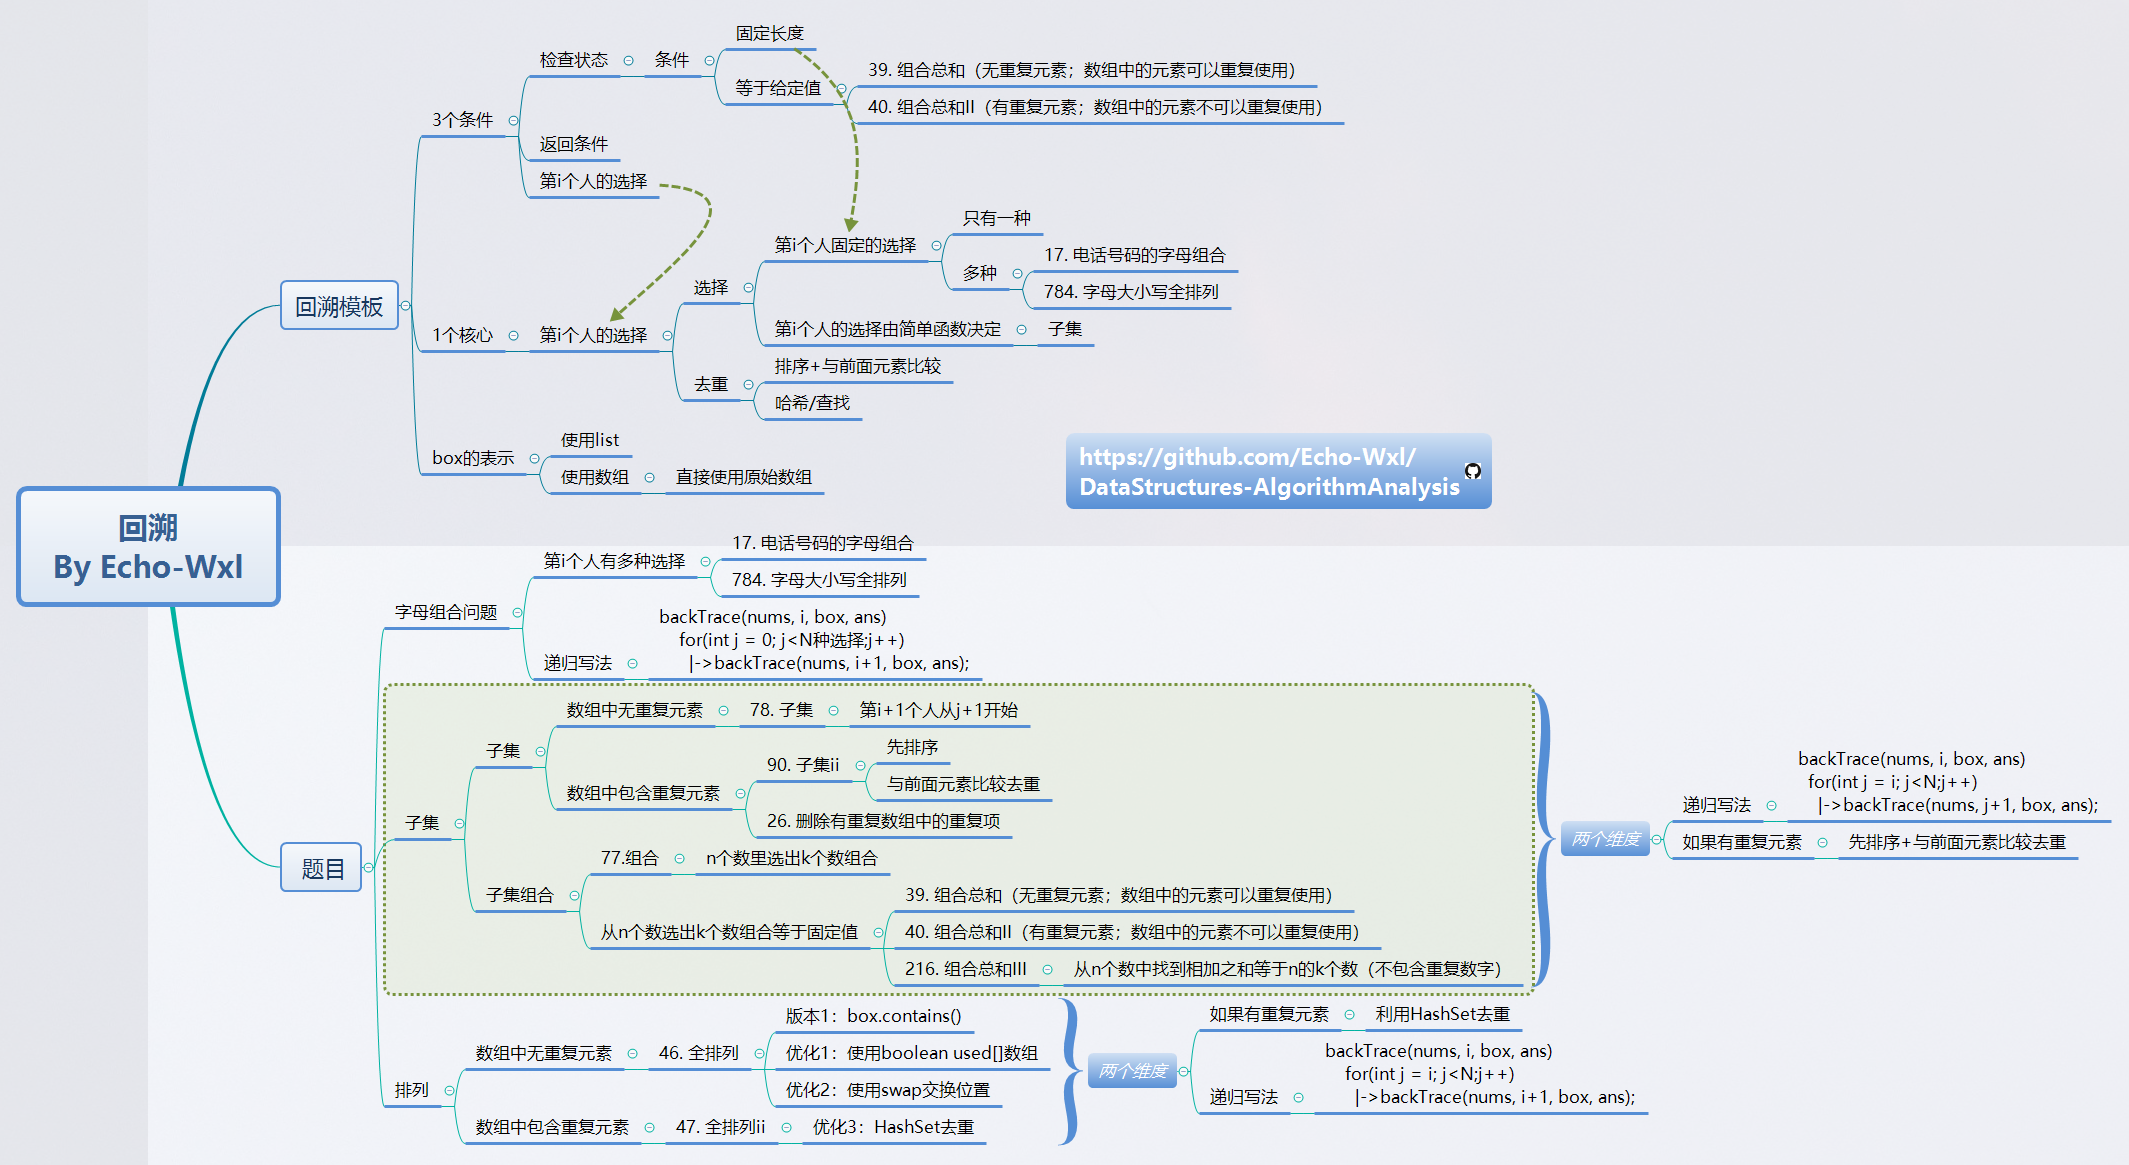 回溯
By Echo-Wxl
回溯模板
3个条件
检查状态
条件
固定长度
等于给定值
39. 组合总和（无重复元素；数组中的元素可以重复使用）
40. 组合总和II（有重复元素；数组中的元素不可以重复使用）
返回条件
第i个人的选择
1个核心
第i个人的选择
选择
第i个人固定的选择
只有一种
多种
17. 电话号码的字母组合
784. 字母大小写全排列
第i个人的选择由简单函数决定
子集
去重
排序+与前面元素比较
哈希/查找
box的表示
使用list
使用数组
直接使用原始数组
https://github.com/Echo-Wxl/
DataStructures-AlgorithmAnalysis
题目
字母组合问题
第i个人有多种选择
17. 电话号码的字母组合
784. 字母大小写全排列
递归写法
backTrace(nums, i, box, ans)
for(int j = 0; j<N种选择;j++)
|->backTrace(nums, i+1, box, ans);
子集
子集
数组中无重复元素
78. 子集
第i+1个人从j+1开始
数组中包含重复元素
90. 子集ii
先排序
与前面元素比较去重
26. 删除有重复数组中的重复项
子集组合
77.组合
n个数里选出k个数组合
从n个数选出k个数组合等于固定值
39. 组合总和（无重复元素；数组中的元素可以重复使用）
40. 组合总和II（有重复元素；数组中的元素不可以重复使用）
216. 组合总和III
从n个数中找到相加之和等于n的k个数（不包含重复数字）
两个维度
递归写法
backTrace(nums, i, box, ans)
for(int j = i; j<N;j++)
|->backTrace(nums, j+1, box, ans);
如果有重复元素
先排序+与前面元素比较去重
排列
数组中无重复元素
46. 全排列
版本1：box.contains()
优化1：使用boolean used[]数组
优化2：使用swap交换位置
数组中包含重复元素
47. 全排列ii
优化3：HashSet去重
两个维度
如果有重复元素
利用HashSet去重
递归写法
backTrace(nums, i, box, ans)
for(int j = i; j<N;j++)
|->backTrace(nums, i+1, box, ans);